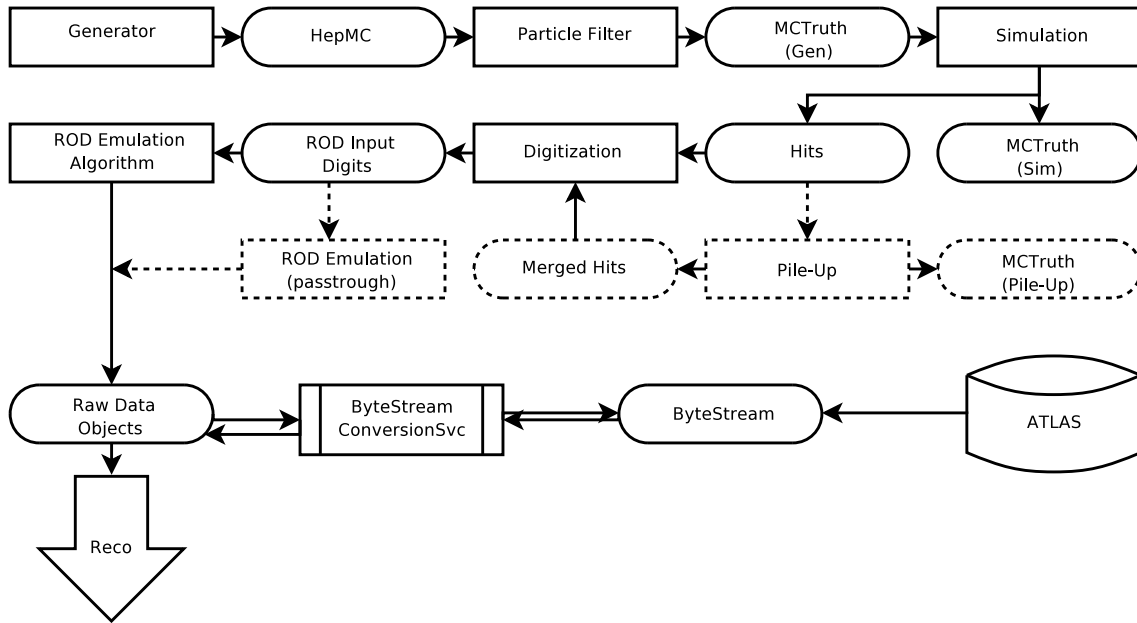 Generator
HepMC
Particle Filter
MCTruth
(Gen)
Simulation
ROD Emulation
Algorithm
ROD Input
Digits
Digitization
Hits
MCTruth
(Sim)
ROD Emulation
(passtrough)
Merged Hits
Pile-Up
MCTruth
(Pile-Up)
Raw Data
Objects
ByteStream
ConversionSvc
ByteStream
ATLAS
Reco